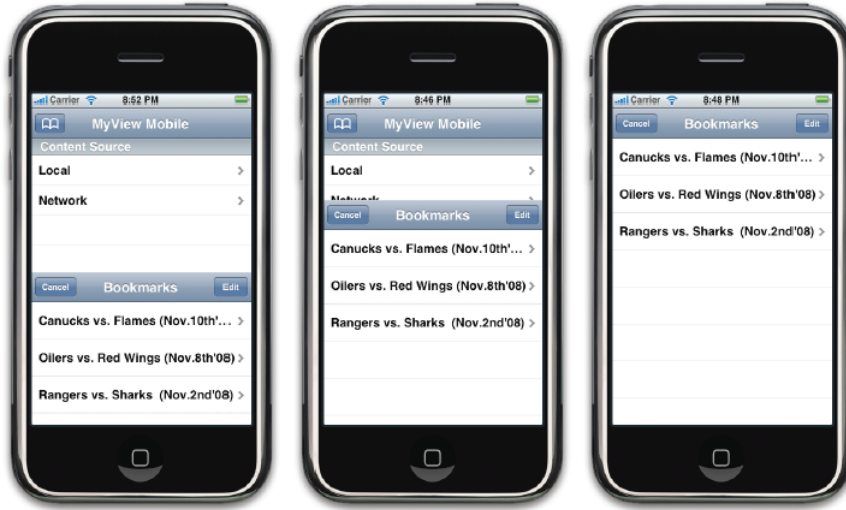 Carrier 8:52 PM
MyView Mobile
Content Source
Local
Network
Cancel Bookmarks Edit
Canucks vs. Flames (Nov.10th'...
Oilers vs. Red Wings (Nov.8th'08)
Rangers vs. Sharks (Nov.2nd'08)
Carrier 8:46 PM
MyView Mobile
Content Source
Local
Network
Cancel Bookmarks Edit
Canucks vs. Flames (Nov.10th'...
Oilers vs. Red Wings (Nov.8th'08)
Rangers vs. Sharks (Nov.2nd'08)
Carrier 8:48 PM
Cancel Bookmarks Edit
Canucks vs. Flames (Nov.10th'...
Oilers vs. Red Wings (Nov.8th'08)
Rangers vs. Sharks (Nov.2nd'08)